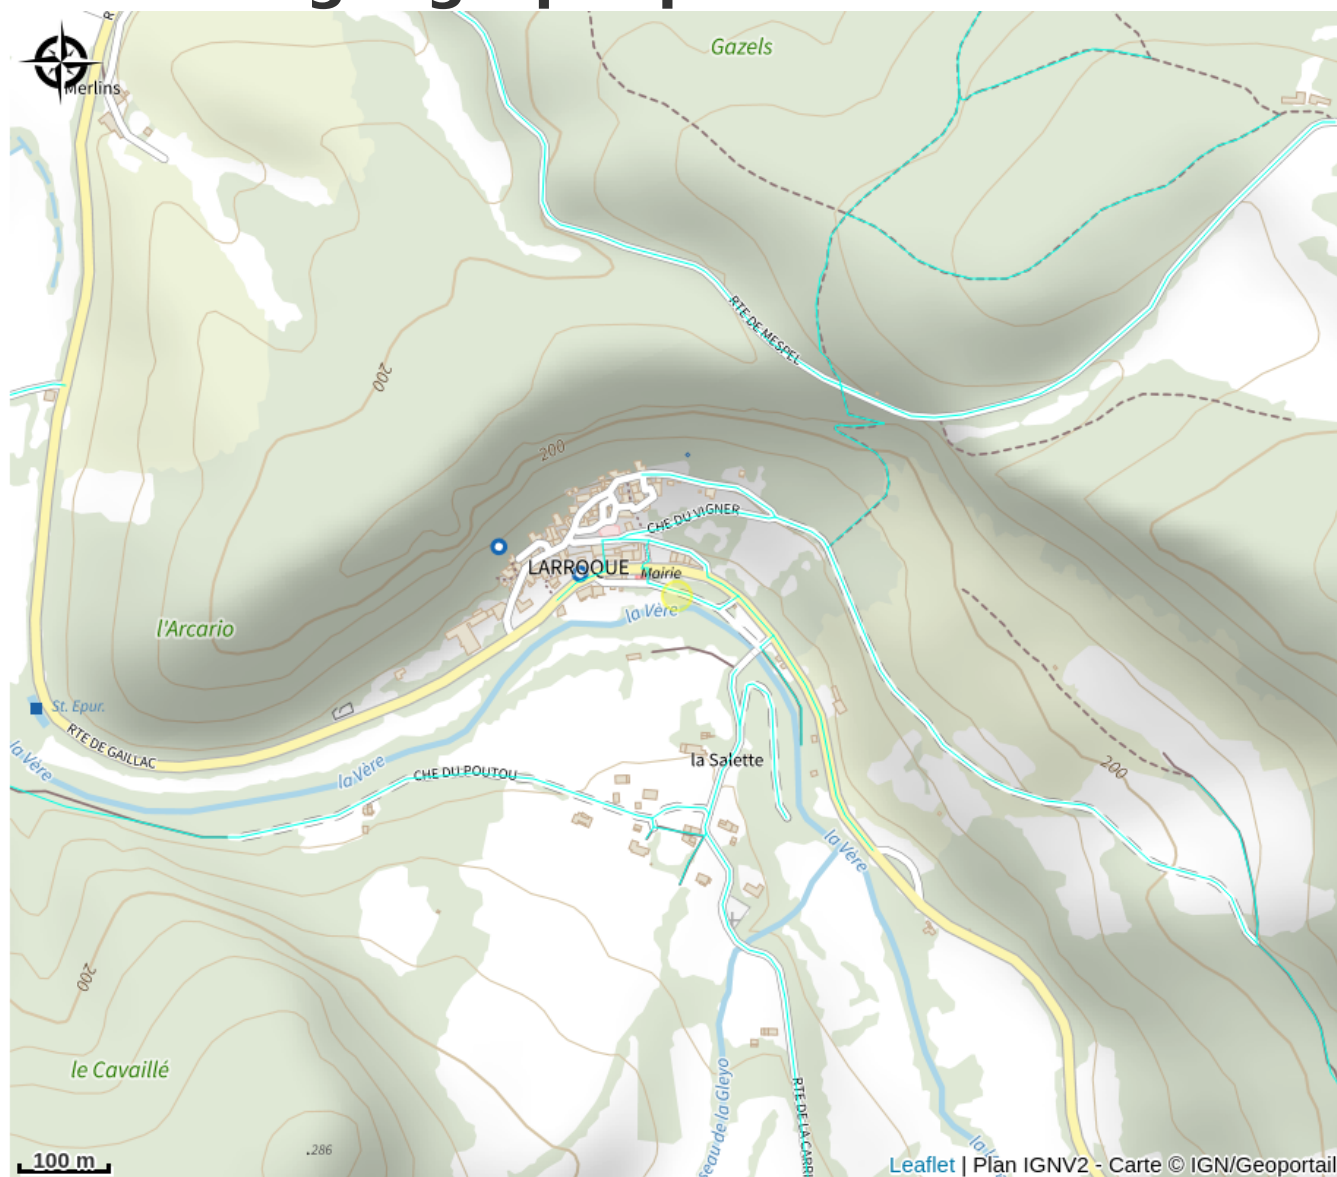 Gazels
Merlins
RTE DE MESPEL
200
200
CHE DU VIGNER
LARROQUE
Mairie
la Vère
l'Arcario
St. Epur.
RTE DE GAILLAC
la Vère
la Vère
CHE DU POUTOU
la Salette
200
la Vère
200
le Cavaillé
.286
RTE DE LA CARR
seau de la Gleyo
100 m
Leaflet | Plan IGNV2 - Carte © IGN/Geoportail